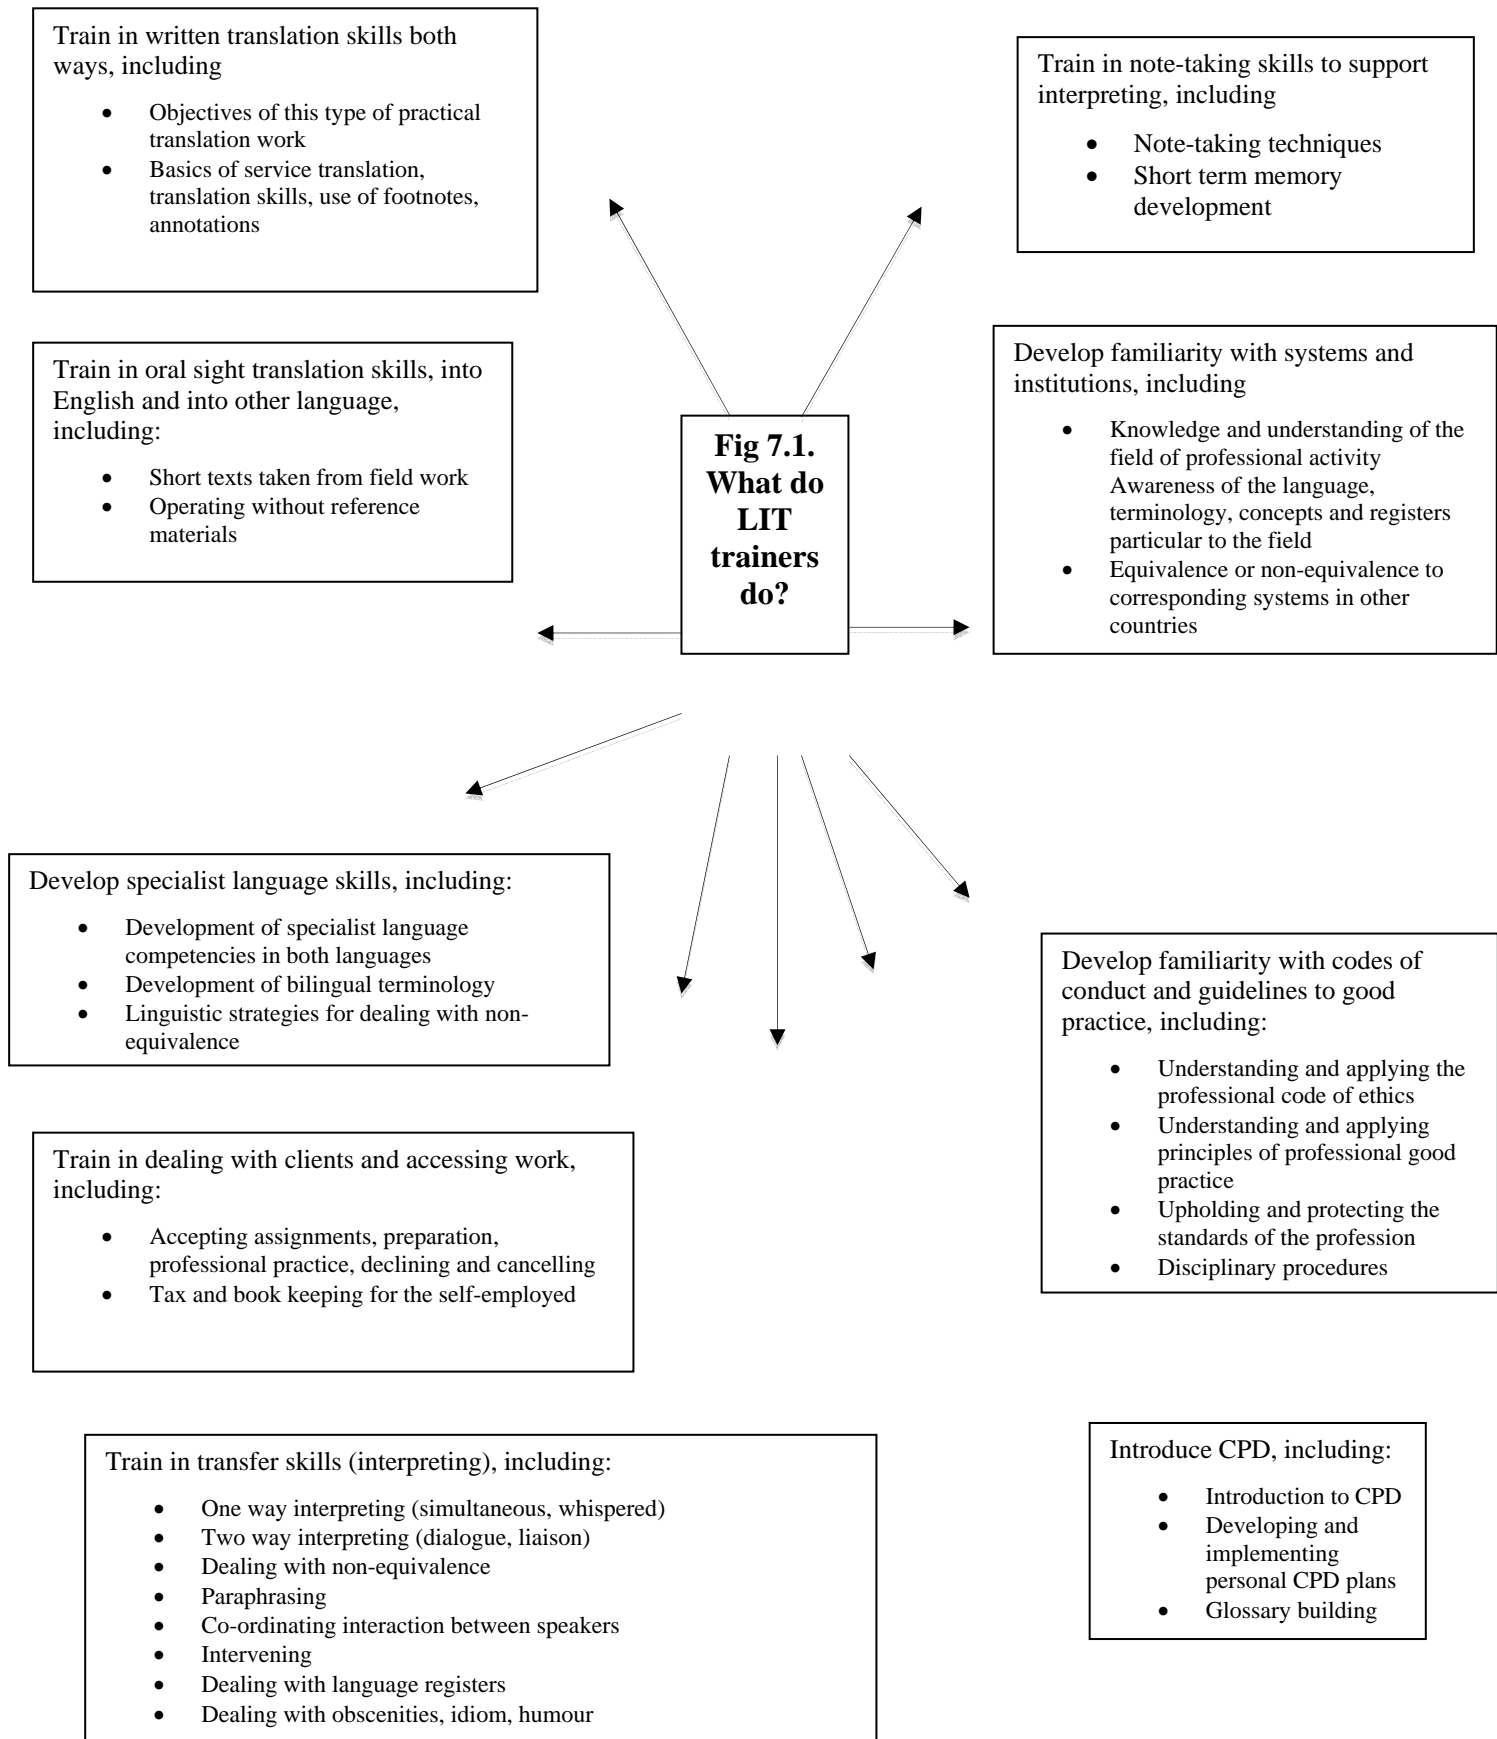 Train in written translation skills both
ways, including
• Objectives of this type of practical
translation work
• Basics of service translation,
translation skills, use of footnotes,
annotations
Train in note-taking skills to support
interpreting, including
• Note-taking techniques
• Short term memory
development
Train in oral sight translation skills, into
English and into other language,
including:
• Short texts taken from field work
• Operating without reference
materials
Fig 7.1.
What do
LIT
trainers
do?
Develop familiarity with systems and
institutions, including
• Knowledge and understanding of the
field of professional activity
Awareness of the language,
terminology, concepts and registers
particular to the field
• Equivalence or non-equivalence to
corresponding systems in other
countries
Develop specialist language skills, including:
• Development of specialist language
competencies in both languages
• Development of bilingual terminology
• Linguistic strategies for dealing with non-
equivalence
Develop familiarity with codes of
conduct and guidelines to good
practice, including:
• Understanding and applying the
professional code of ethics
• Understanding and applying
principles of professional good
practice
• Upholding and protecting the
standards of the profession
• Disciplinary procedures
Train in dealing with clients and accessing work,
including:
• Accepting assignments, preparation,
professional practice, declining and cancelling
• Tax and book keeping for the self-employed
Train in transfer skills (interpreting), including:
• One way interpreting (simultaneous, whispered)
• Two way interpreting (dialogue, liaison)
• Dealing with non-equivalence
• Paraphrasing
• Co-ordinating interaction between speakers
• Intervening
• Dealing with language registers
• Dealing with obscenities, idiom, humour
Introduce CPD, including:
• Introduction to CPD
• Developing and
implementing
personal CPD plans
• Glossary building